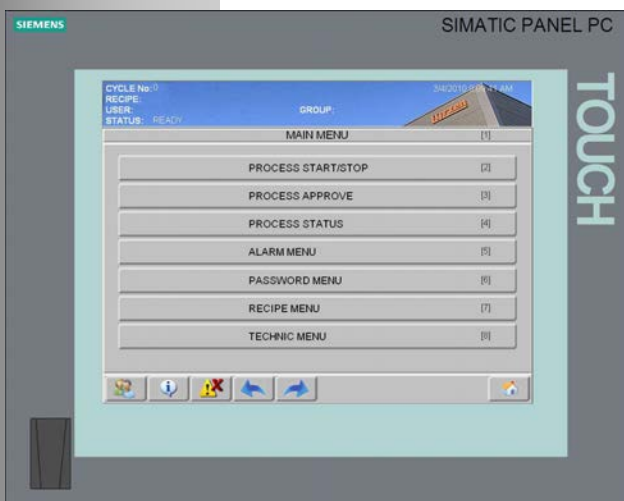 SIEMENS
SIMATIC PANEL PC
TOUCH
CYCLE No:0
RECIPE:
USER: GROUP:
STATUS: READY
MAIN MENU [1]
PROCESS START/STOP [2]
PROCESS APPROVE [3]
PROCESS STATUS [4]
ALARM MENU [5]
PASSWORD MENU [6]
RECIPE MENU [7]
TECHNIC MENU [8]